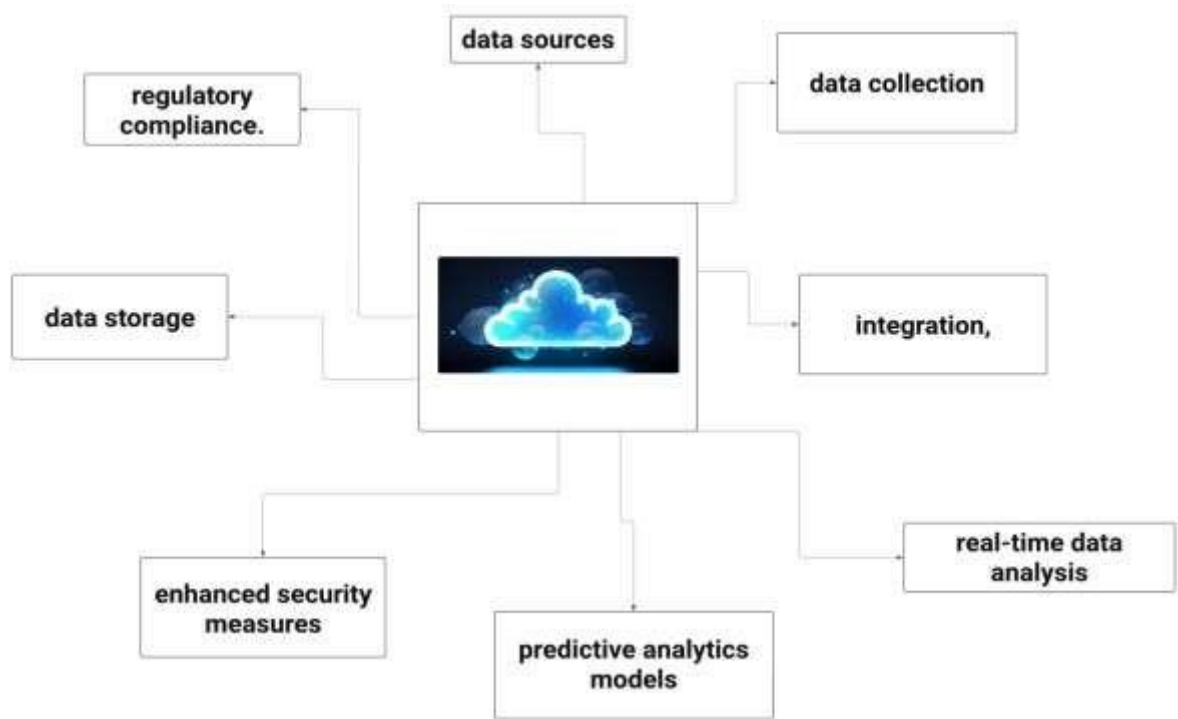 data sources
data collection
regulatory
compliance.
data storage
integration,
real-time data
analysis
enhanced security
measures
predictive analytics
models